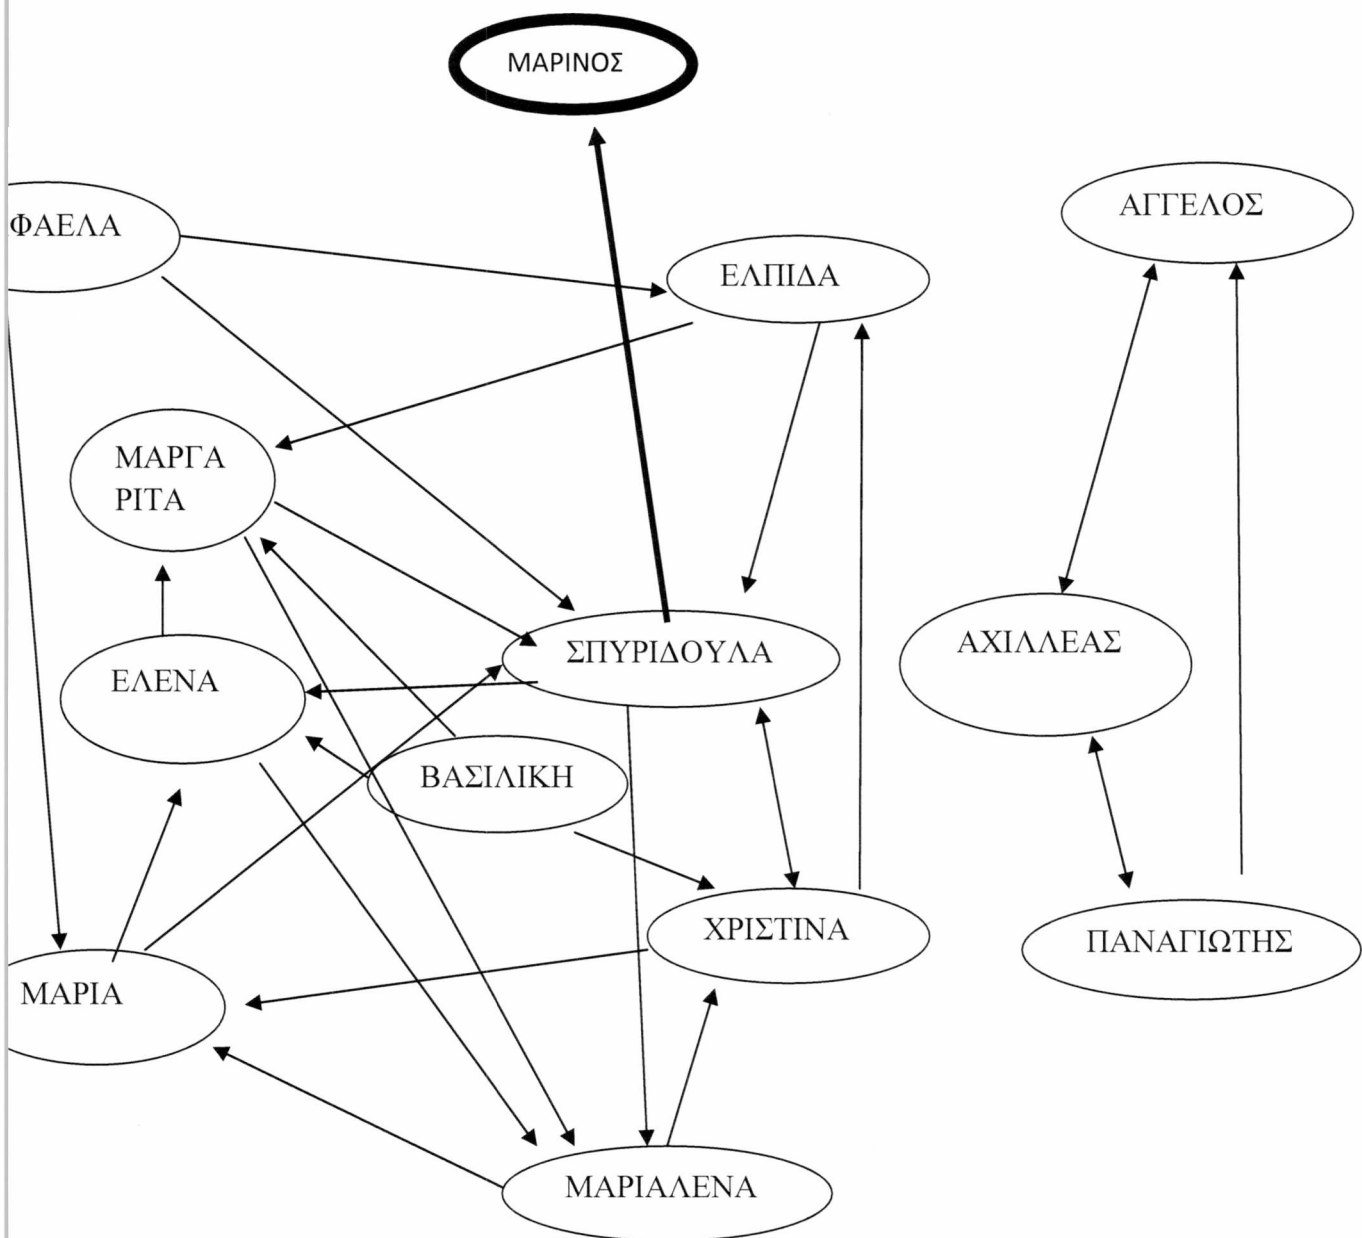 ΜΑΡΙΝΟΣ
ΑΓΓΕΛΟΣ
ΦΑΕΛΑ
ΕΛΠΙΔΑ
ΜΑΡΓΑ
ΡΙΤΑ
ΑΧΙΛΛΕΑΣ
ΣΠΥΡΙΔΟΥΛΑ
ΕΛΕΝΑ
ΒΑΣΙΛΙΚΗ
ΧΡΙΣΤΙΝΑ
ΠΑΝΑΓΙΩΤΗΣ
ΜΑΡΙΑ
ΜΑΡΙΑΛΕΝΑ